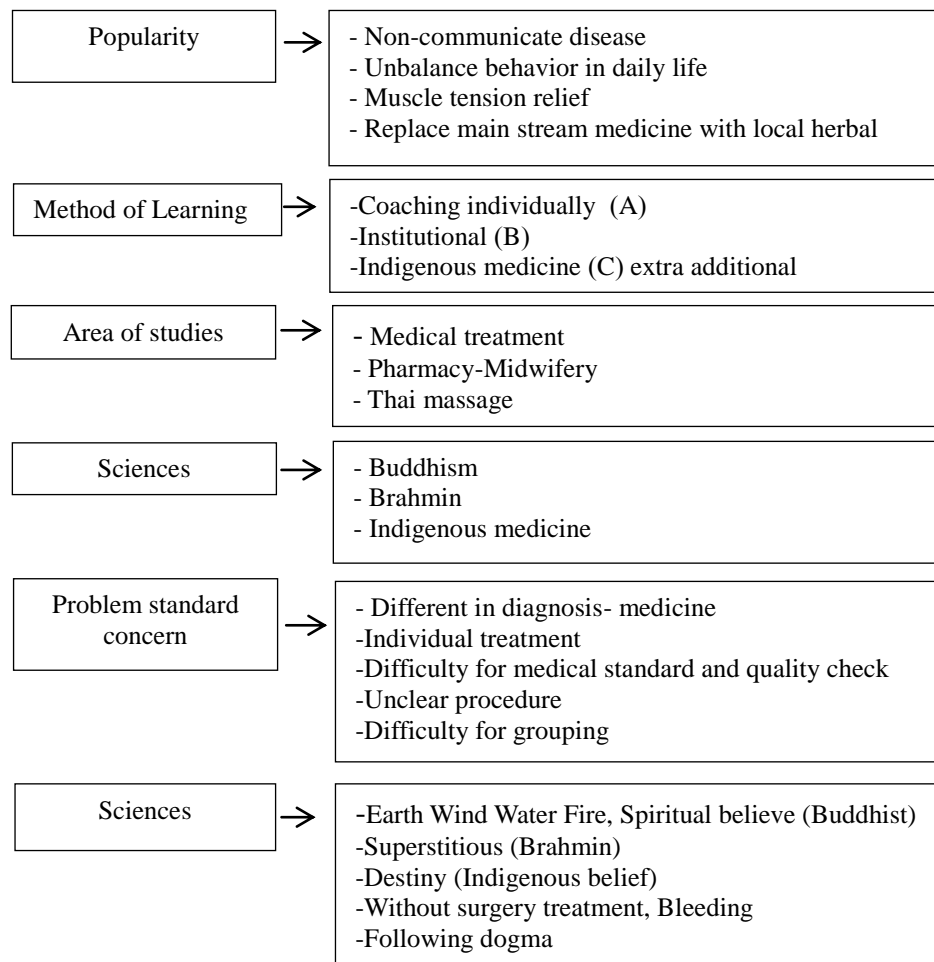 Popularity
- Non-communicate disease
- Unbalance behavior in daily life
- Muscle tension relief
- Replace main stream medicine with local herbal
Method of Learning
-Coaching individually (A)
-Institutional (B)
-Indigenous medicine (C) extra additional
Area of studies
- Medical treatment
- Pharmacy-Midwifery
- Thai massage
Sciences
- Buddhism
- Brahmin
- Indigenous medicine
Problem standard
concern
- Different in diagnosis- medicine
-Individual treatment
-Difficulty for medical standard and quality check
-Unclear procedure
-Difficulty for grouping
Sciences
-Earth Wind Water Fire, Spiritual believe (Buddhist)
-Superstitious (Brahmin)
-Destiny (Indigenous belief)
-Without surgery treatment, Bleeding
-Following dogma